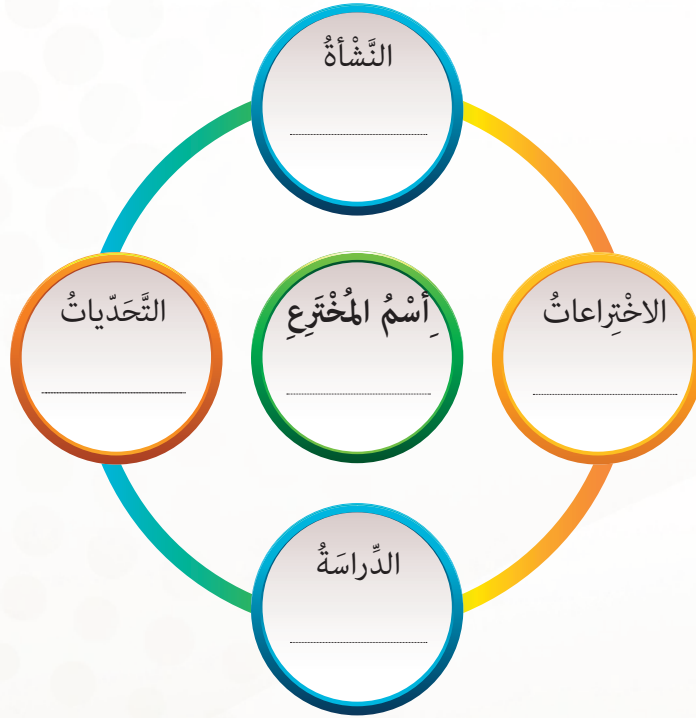 النَّشْأةُ
الاخْتِراعاتُ
أِسْمُ المُخْتَرِعِ
التَّحَدّياتُ
الدِّراسَةُ